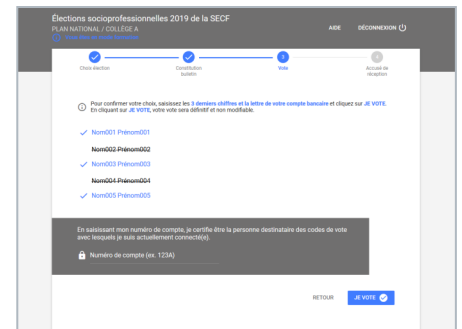 Élections socioprofessionnelles 2019 de la SECF
PLAN NATIONAL / COLLÈGE A
AIDE
DÉCONNEXION
Choix élection
Constitution
bulletin
3
Vote
4
Accusé de
réception
Pour confirmer votre choix, saisissez les 3 derniers chiffres et la lettre de votre compte bancaire et cliquez sur JE VOTE.
En cliquant sur JE VOTE, votre vote sera définitif et non modifiable.
Nom001 Prénom001
Nom002 Prénom002
Nom003 Prénom003
Nom004 Prénom004
Nom005 Prénom005
En saisissant mon numéro de compte, je certifie être la personne destinataire des codes de vote
avec lesquels je suis actuellement connecté(e).
Numéro de compte (ex. 123A)
RETOUR
JE VOTE